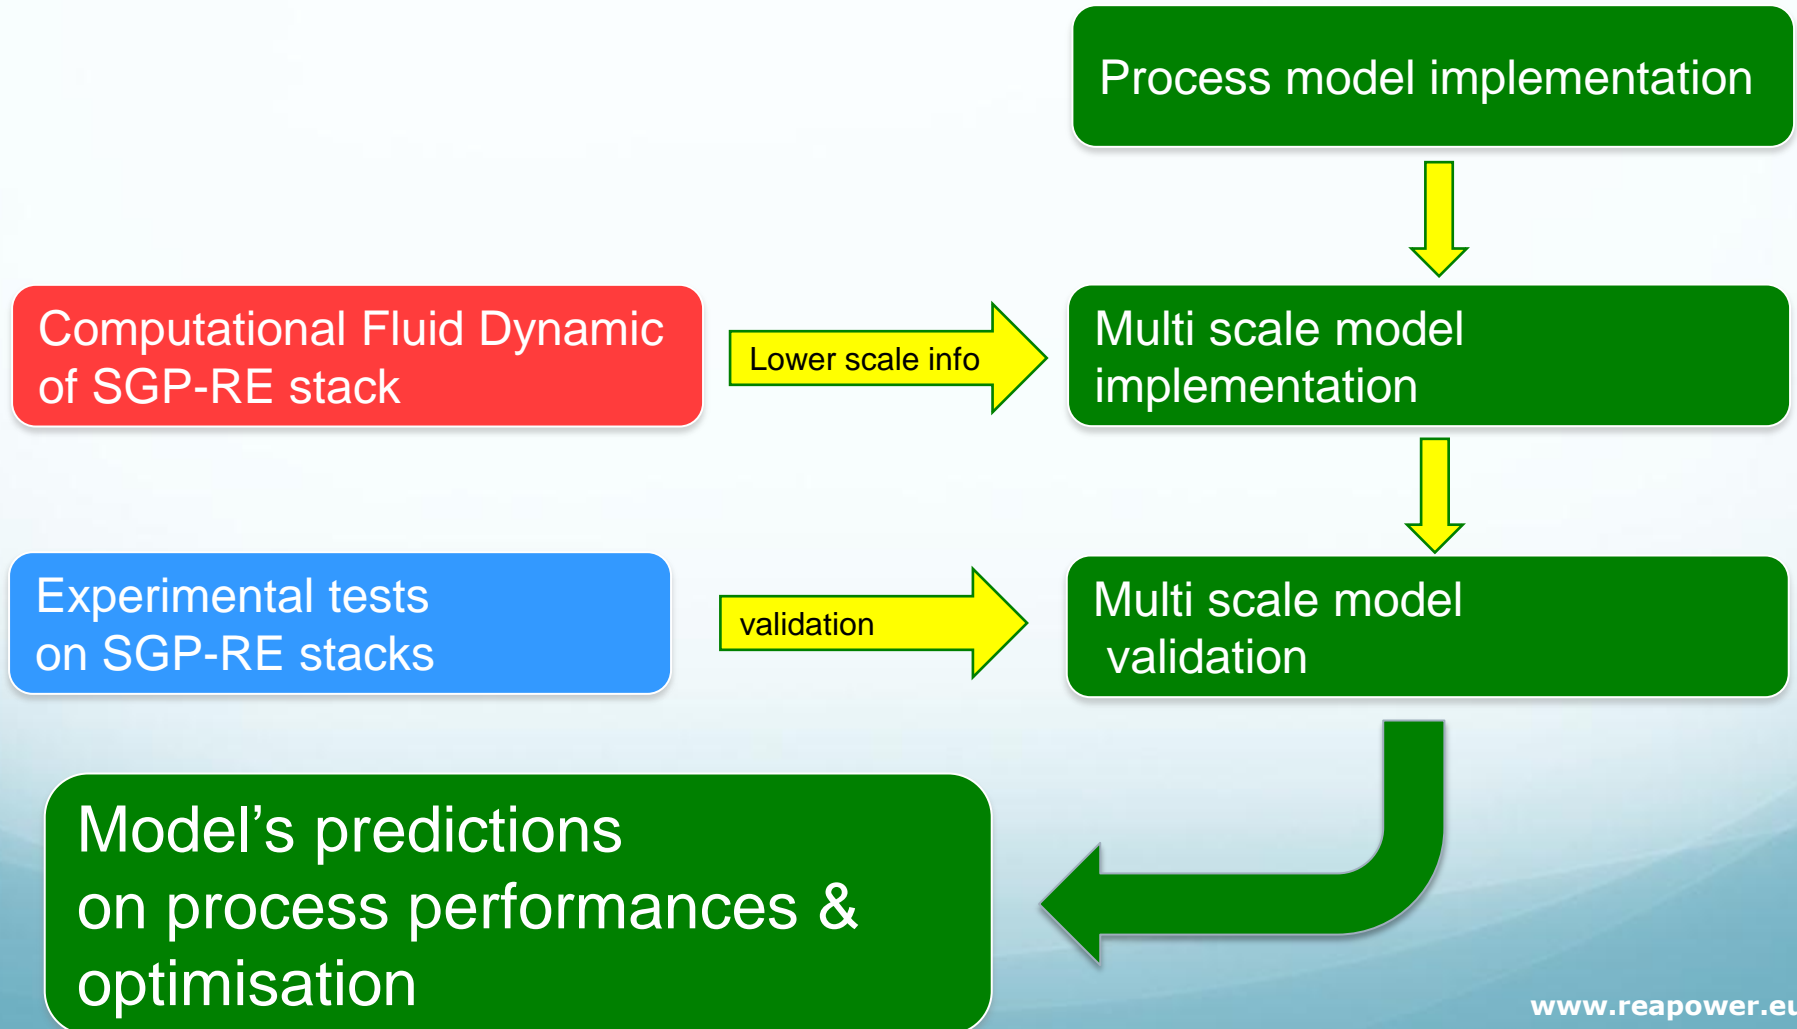 Process model implementation
Computational Fluid Dynamic
of SGP-RE stack
Lower scale info
Multi scale model
implementation
Experimental tests
on SGP-RE stacks
validation
Multi scale model
validation
Model’s predictions
on process performances &
optimisation
www.reapower.eu